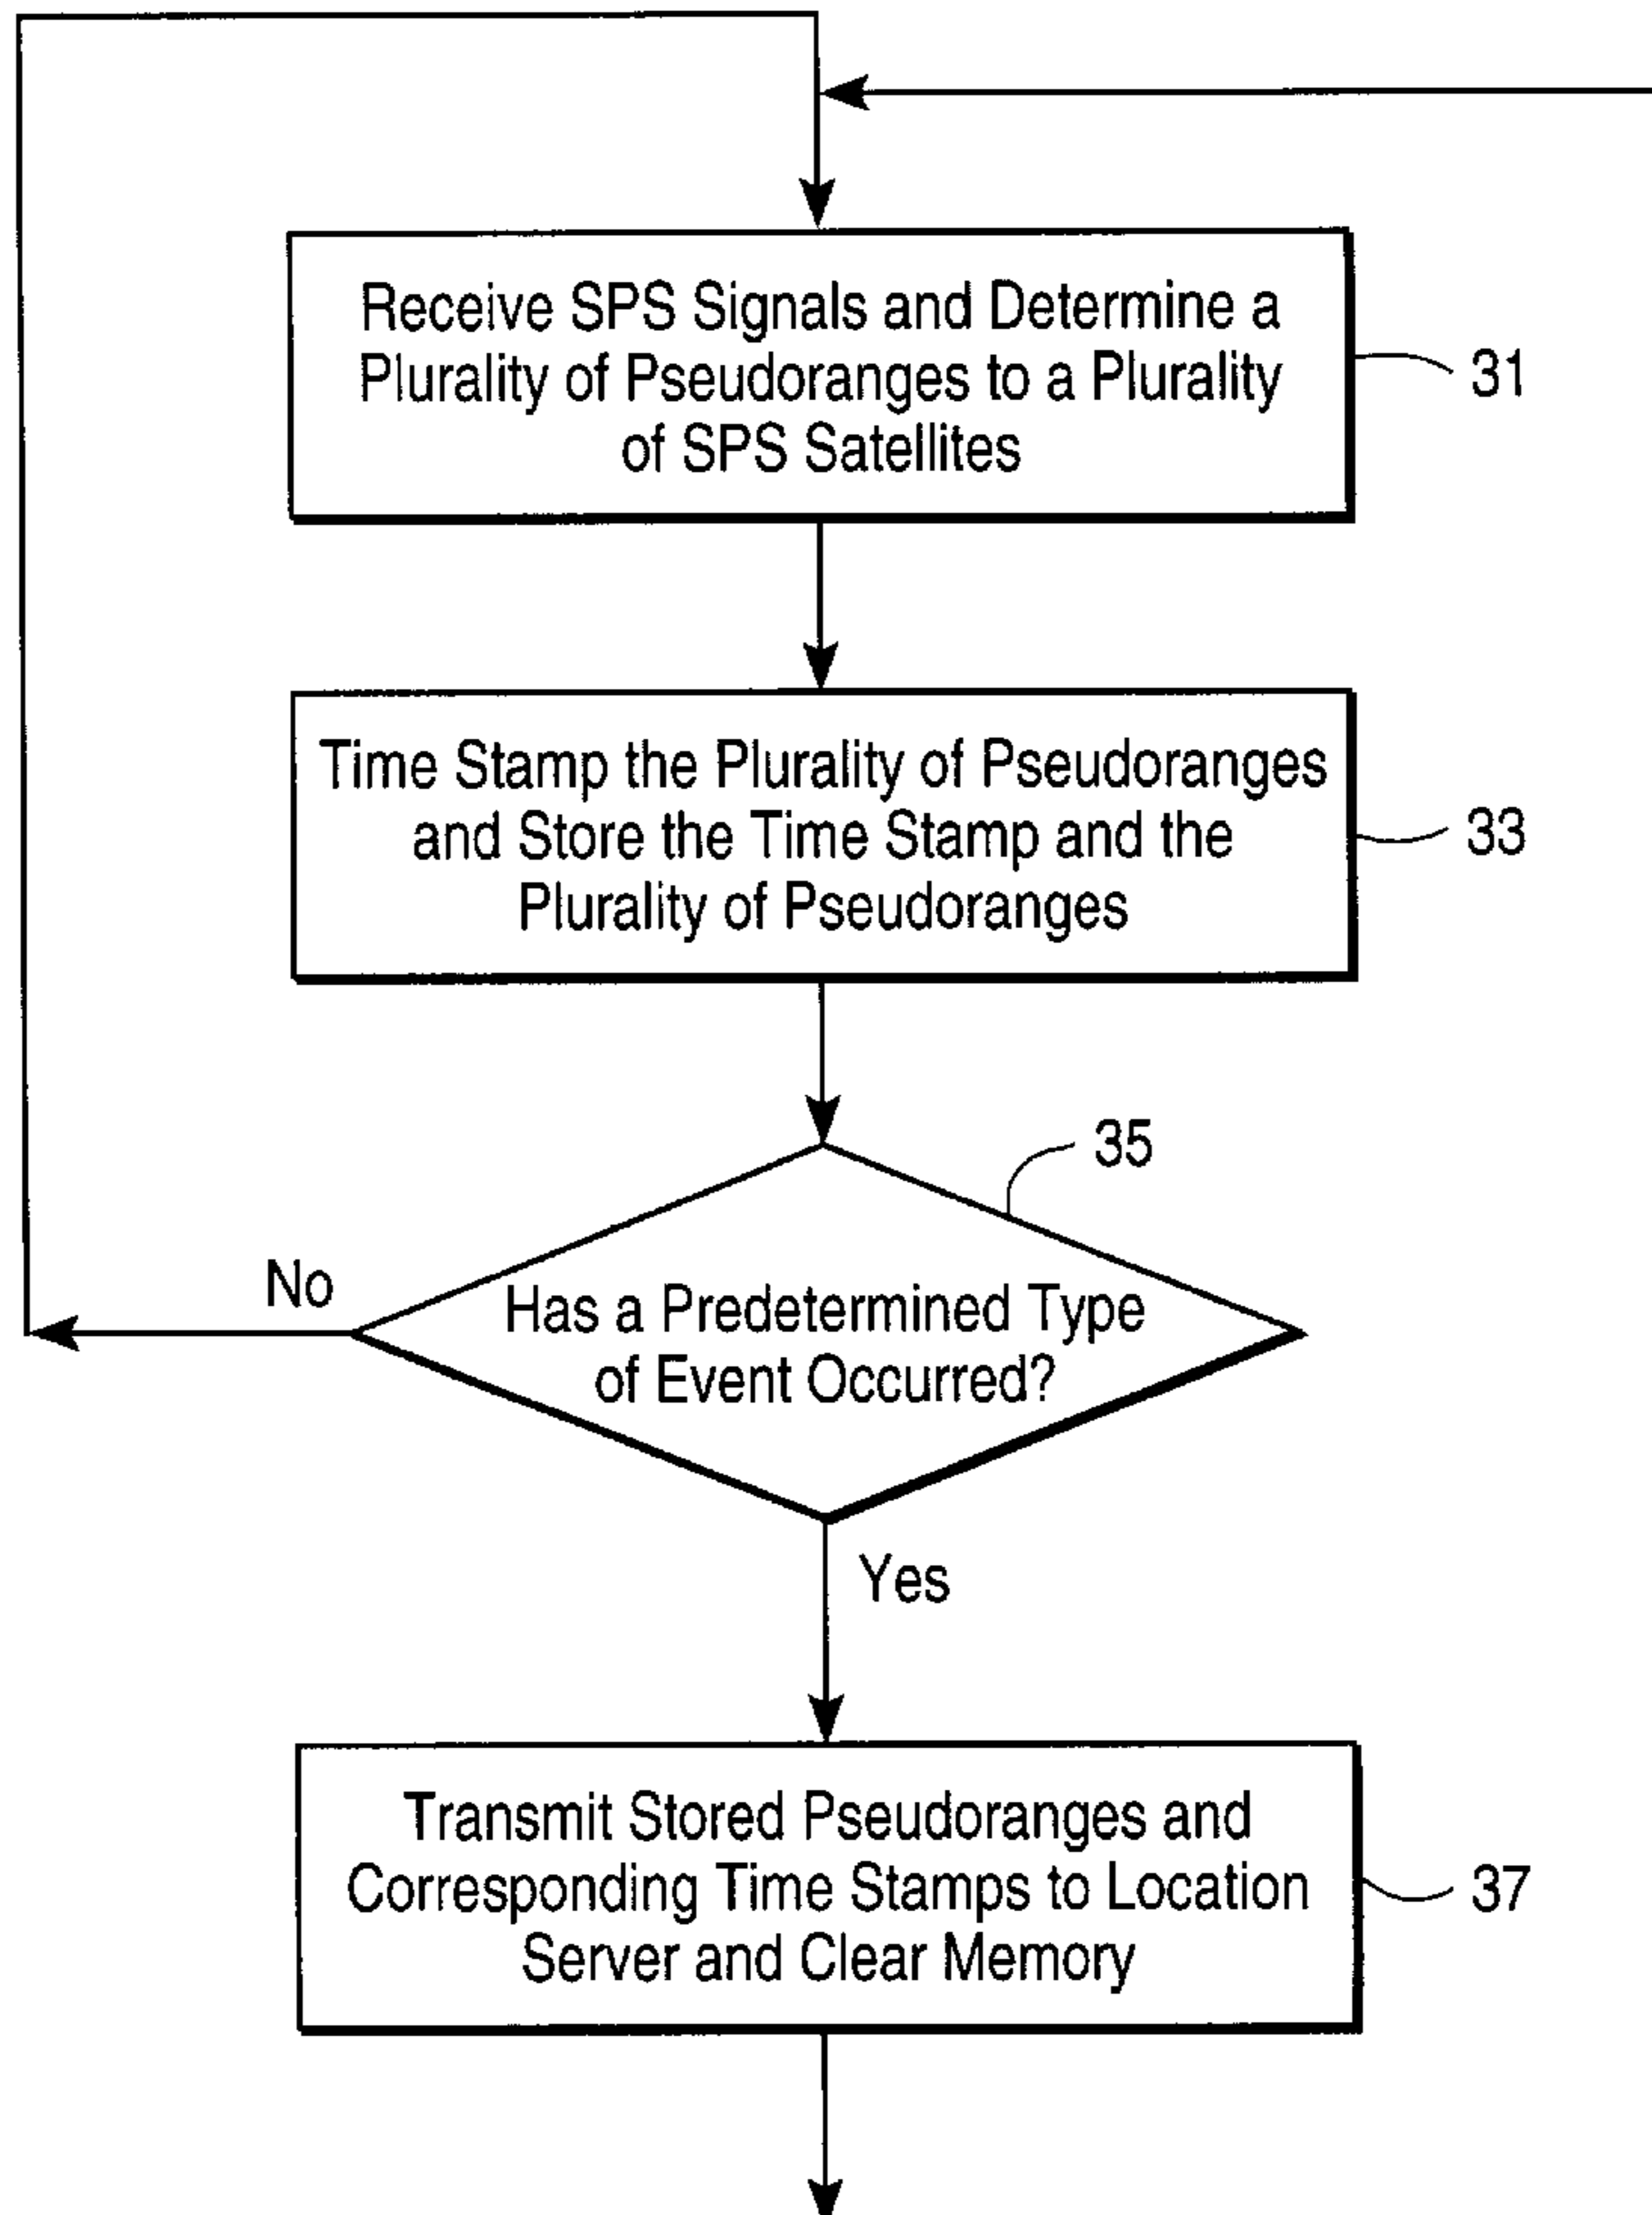 Receive SPS Signals and Determine a
Plurality of Pseudoranges to a Plurality
of SPS Satellites
31
Time Stamp the Plurality of Pseudoranges
and Store the Time Stamp and the
Plurality of Pseudoranges
33
35
No
Has a Predetermined Type
of Event Occurred?
Yes
Transmit Stored Pseudoranges and
Corresponding Time Stamps to Location
Server and Clear Memory
37